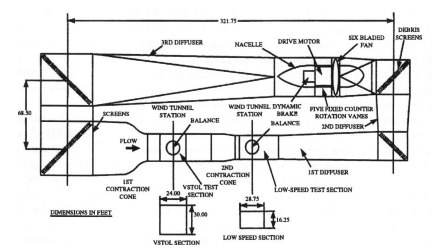 321.75
3RD DIFFUSER
NACELLE
DRIVE MOTOR
SIX BLADED
FAN
DEBRIS
SCREENS
68.50
SCREENS
WIND TUNNEL
STATION
BALANCE
WIND TUNNEL
STATION
DYNAMIC
BRAKE
BALANCE
FIVE FIXED COUNTER
ROTATION VANES
2ND DIFFUSER
FLOW
1ST
CONTRACTION
CONE
VSTOL TEST
SECTION
2ND
CONTRACTION
CONE
LOW-SPEED TEST SECTION
1ST DIFFUSER
24.00
30.00
VSTOL SECTION
28.75
16.25
LOW SPEED SECTION
DIMENSIONS IN FEET